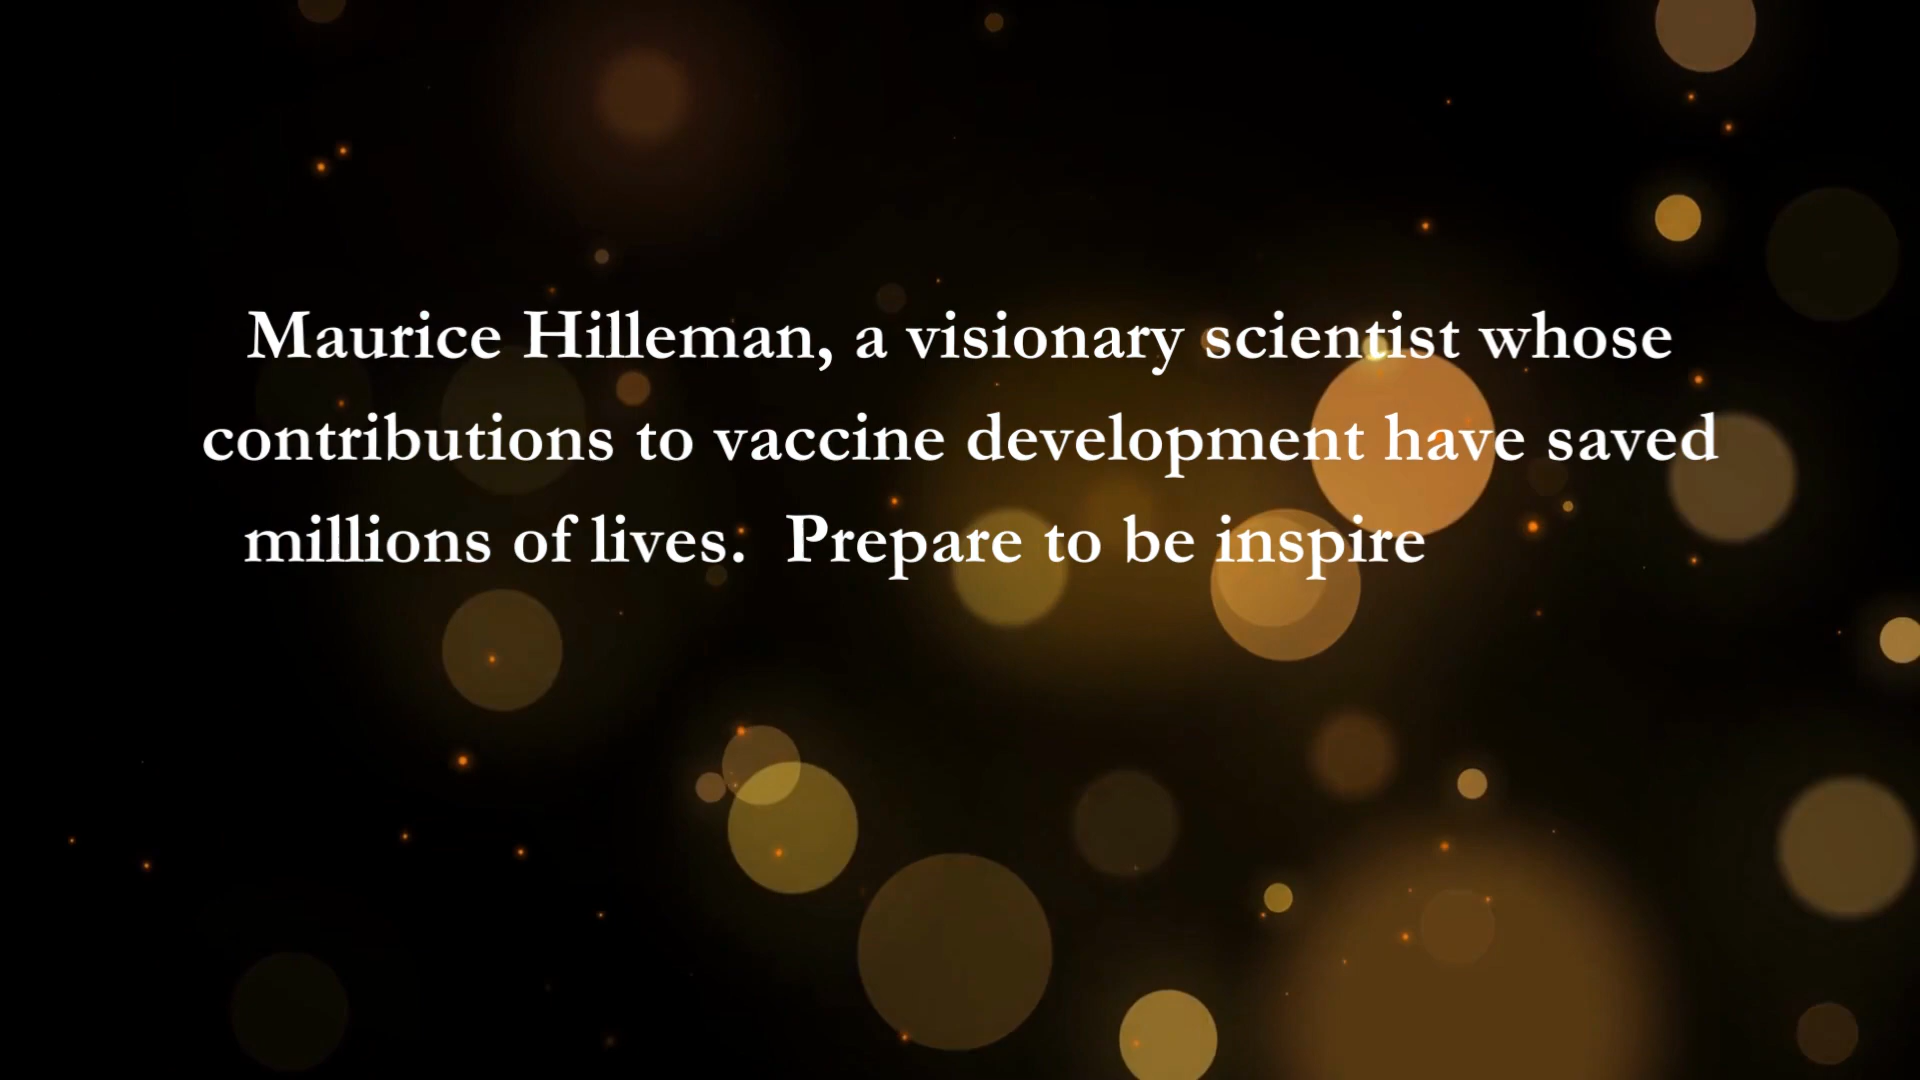 Maurice Hilleman, a visionary scientist whose
contributions to vaccine development have saved
millions of lives.  Prepare to be inspire